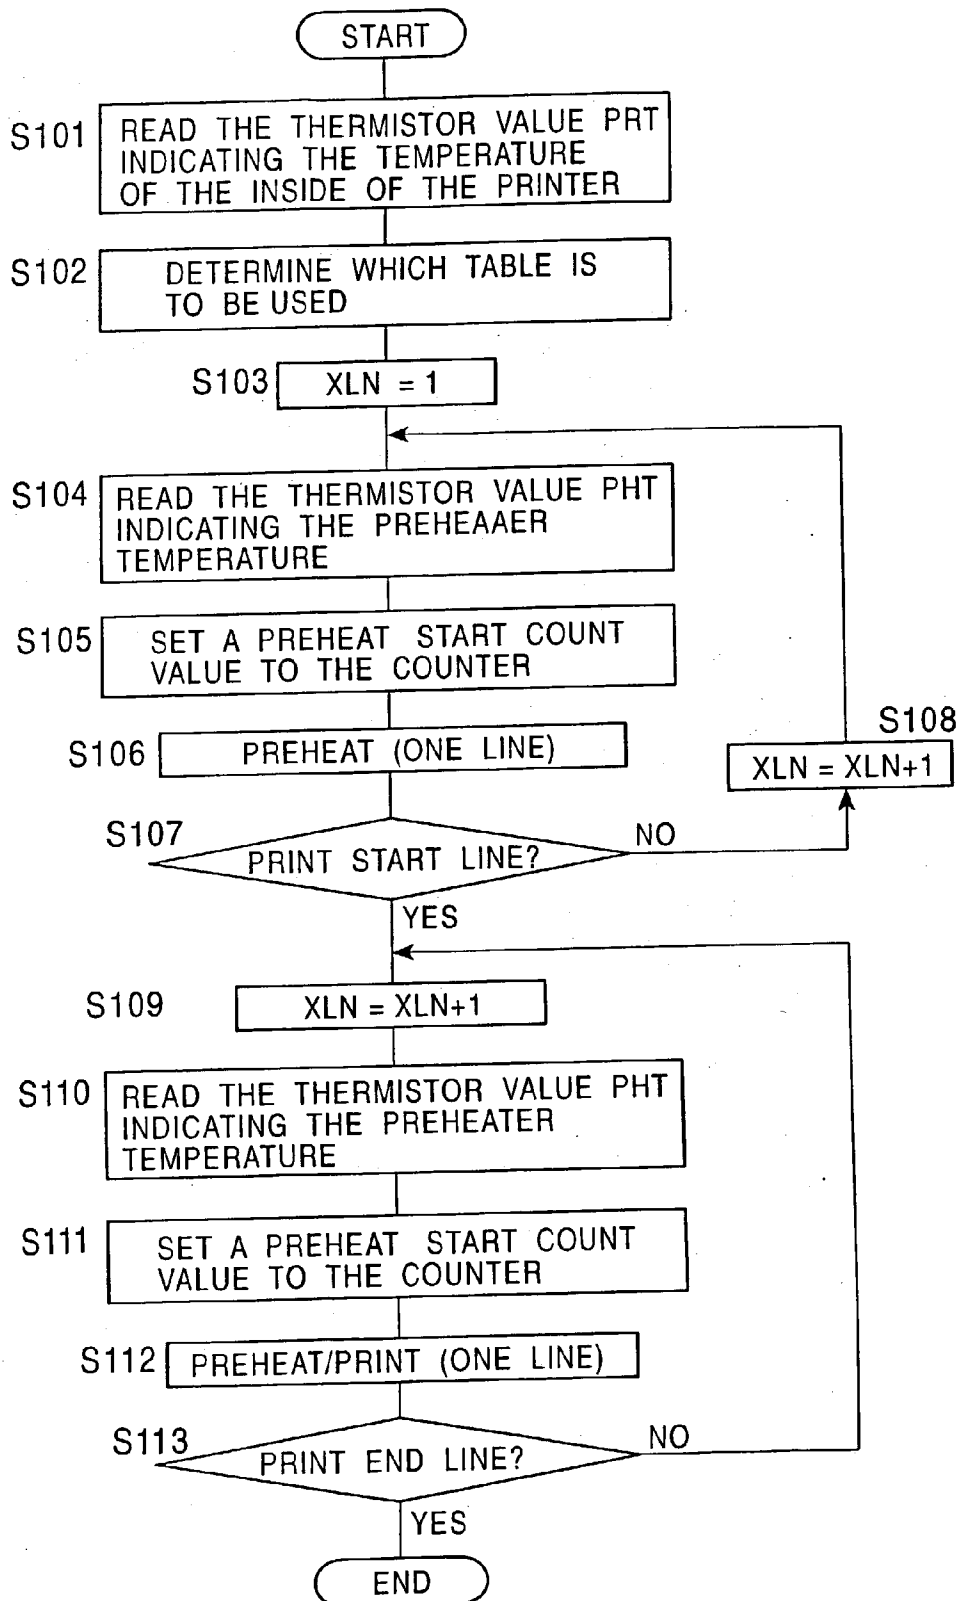 START
S101
READ THE THERMISTOR VALUE PRT
INDICATING THE TEMPERATURE
OF THE INSIDE OF THE PRINTER
S102
DETERMINE WHICH TABLE IS
TO BE USED
S103
XLN = 1
S104
READ THE THERMISTOR VALUE PHT
INDICATING THE PREHEAAER
TEMPERATURE
S105
SET A PREHEAT START COUNT
VALUE TO THE COUNTER
S106
PREHEAT (ONE LINE)
S108
XLN = XLN+1
S107
PRINT START LINE?
NO
YES
S109
XLN = XLN+1
S110
READ THE THERMISTOR VALUE PHT
INDICATING THE PREHEATER
TEMPERATURE
S111
SET A PREHEAT START COUNT
VALUE TO THE COUNTER
S112
PREHEAT/PRINT (ONE LINE)
S113
PRINT END LINE?
NO
YES
END